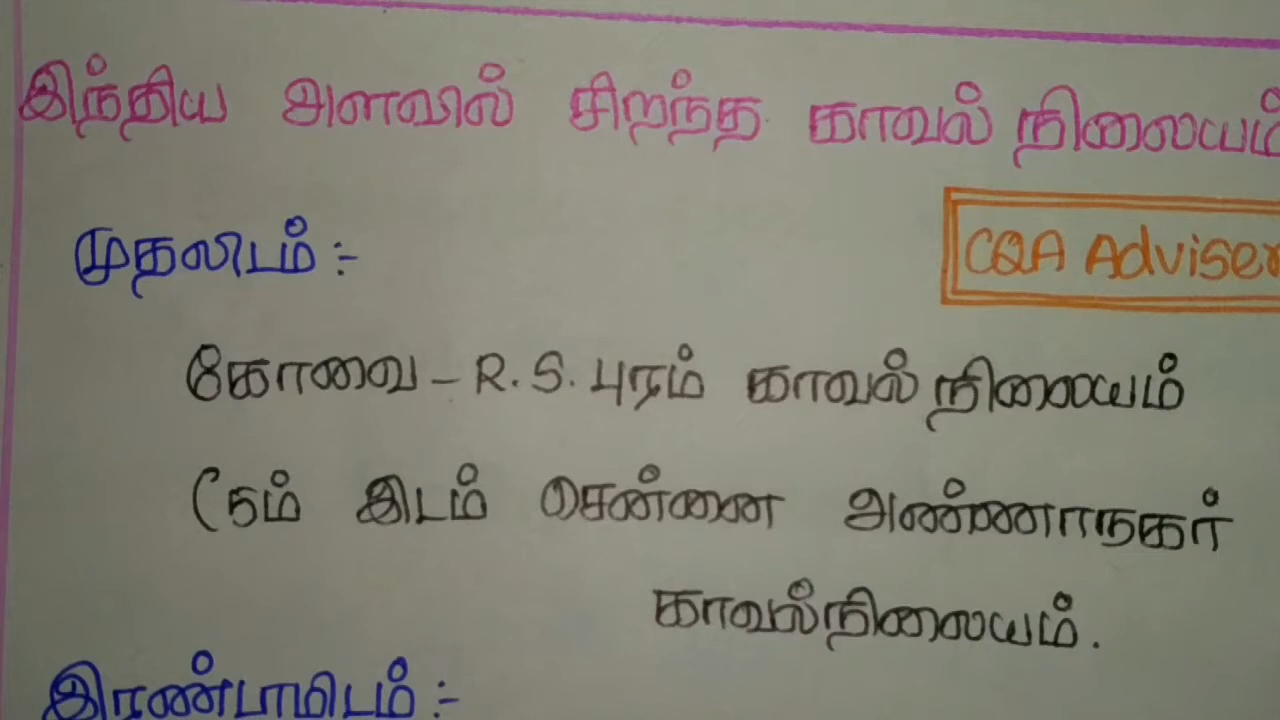 இந்திய அளவில் சிறந்த காவல் நிலையம்
முதலிடம் :-
CQA Adviser
கோவை - R. S. புரம் காவல் நிலையம்
(5ம் இடம் சென்னை அண்ணாநகர்
காவல்நிலையம்.
இரண்டாமிடம் :-